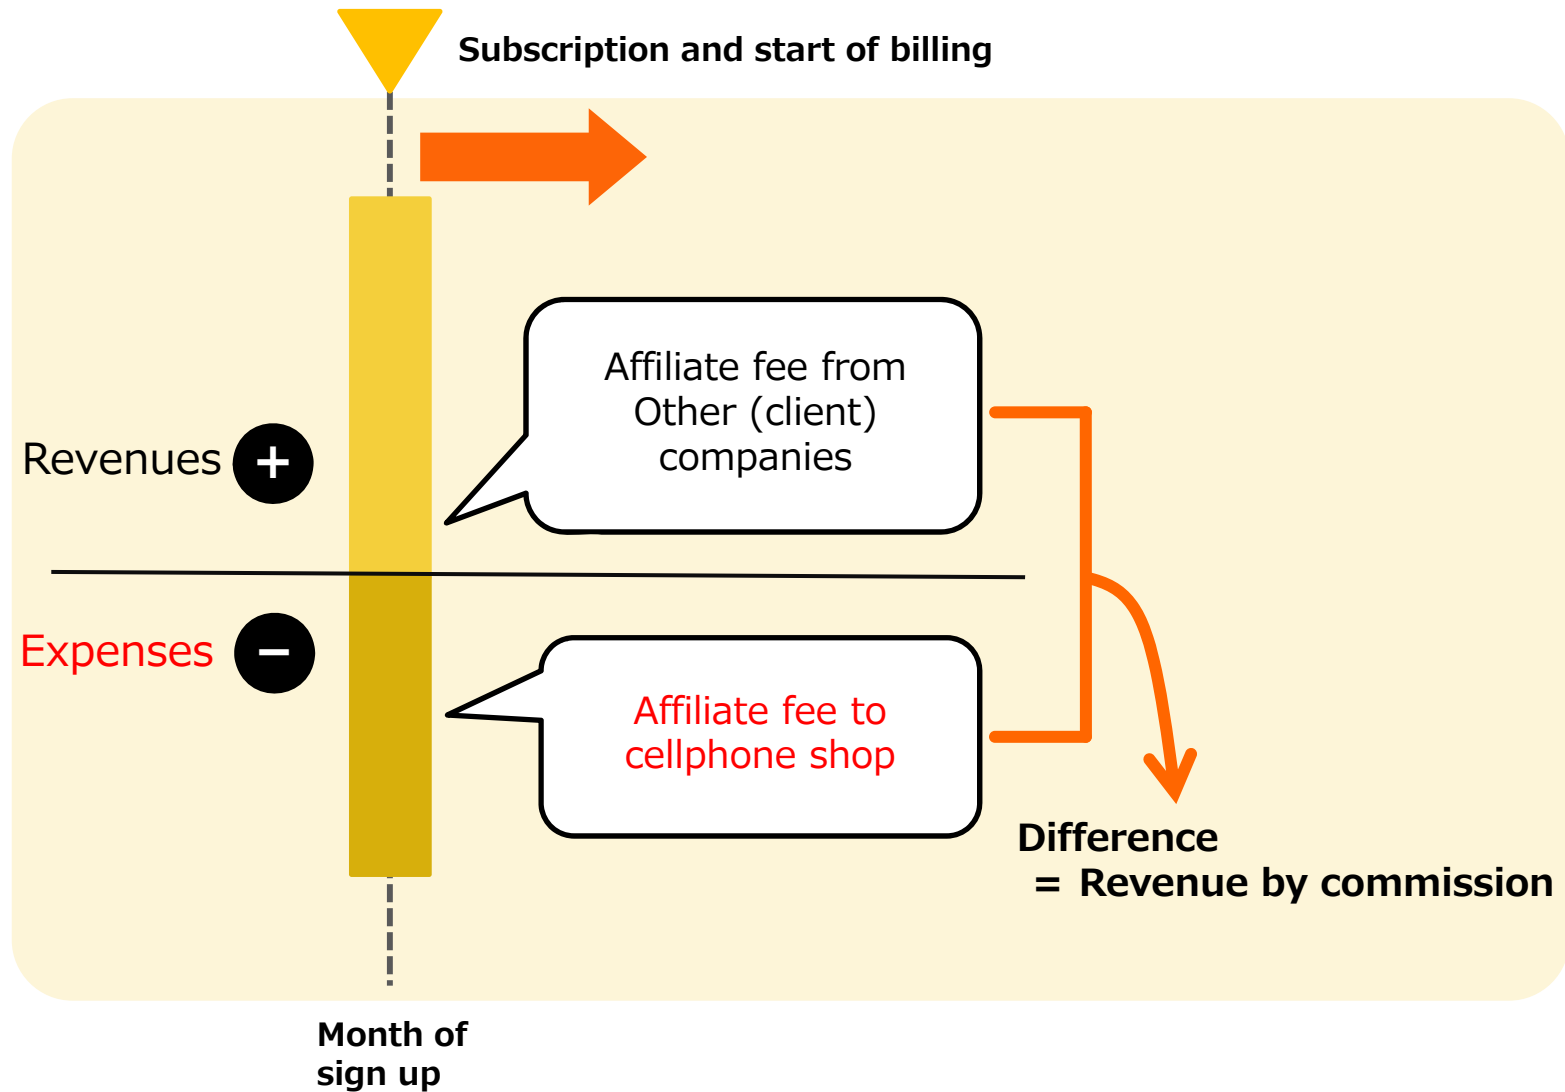 Subscription and start of billing
Affiliate fee from
Other (client)
companies
Revenues +
Expenses −
Affiliate fee to
cellphone shop
Difference
= Revenue by commission
Month of
sign up